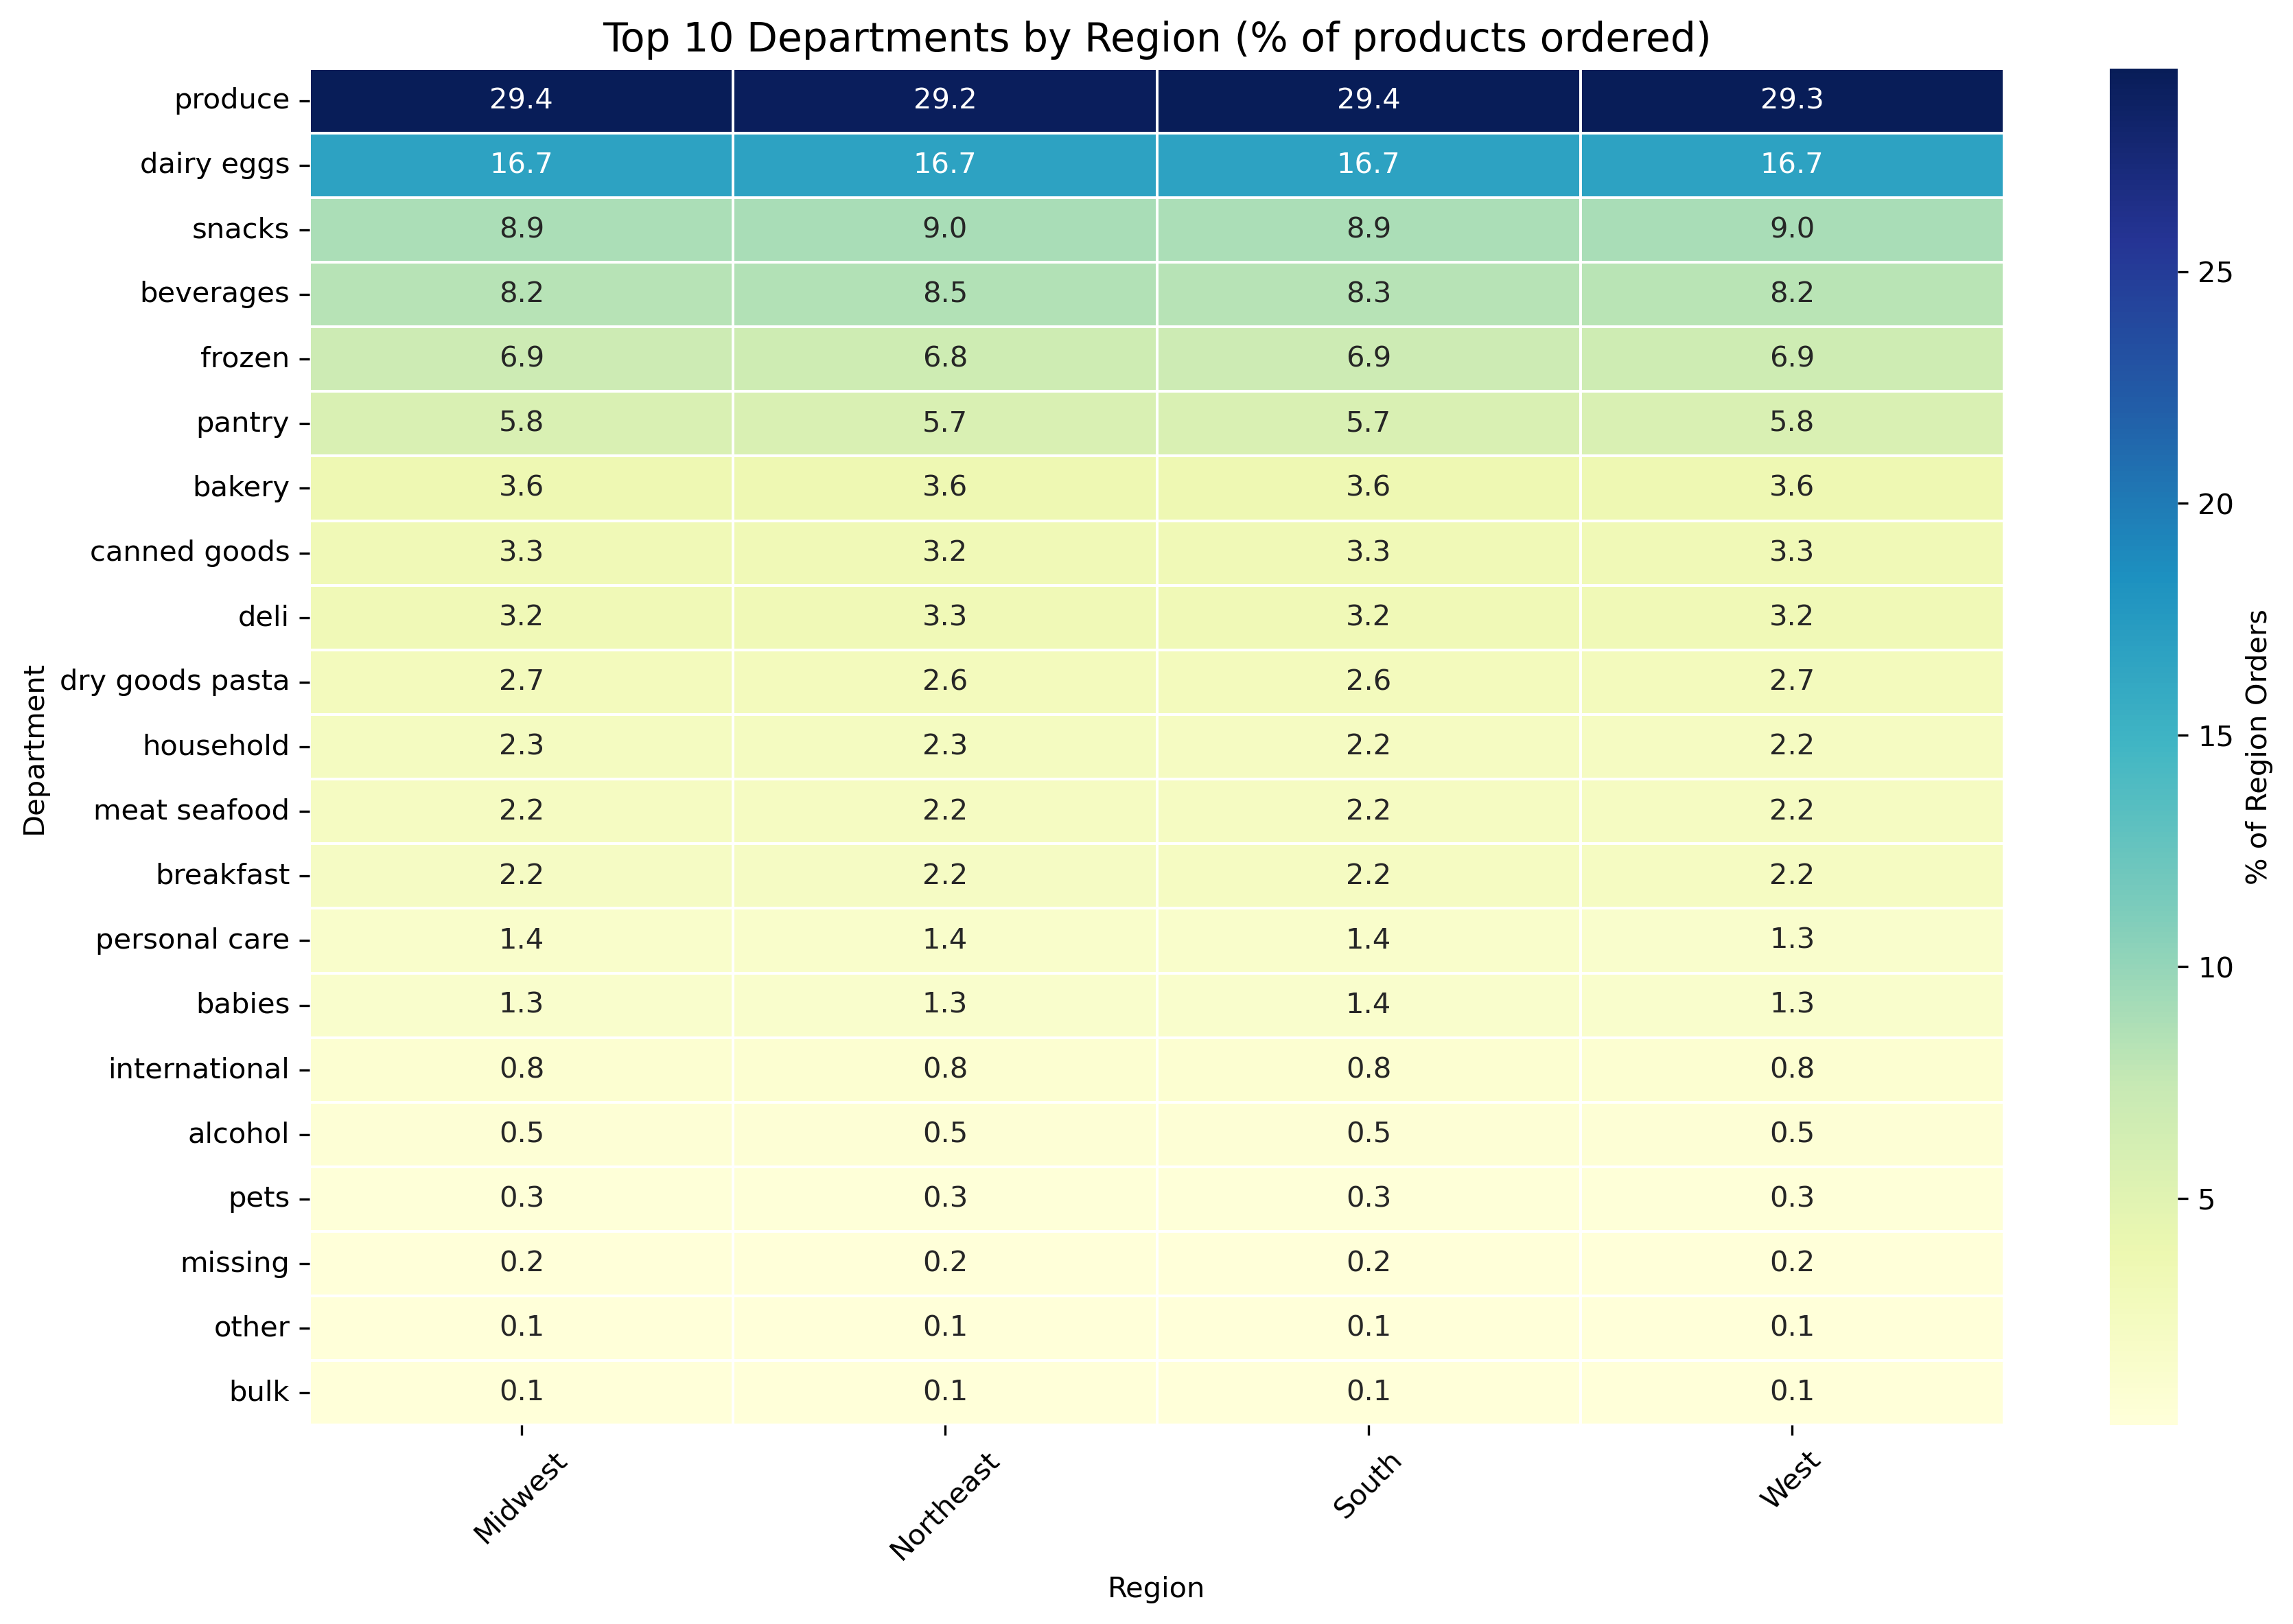 Top 10 Departments by Region (% of products ordered)
produce 29.4 29.2 29.4 29.3
dairy eggs 16.7 16.7 16.7 16.7
snacks 8.9 9.0 8.9 9.0
beverages 8.2 8.5 8.3 8.2
frozen 6.9 6.8 6.9 6.9
pantry 5.8 5.7 5.7 5.8
bakery 3.6 3.6 3.6 3.6
canned goods 3.3 3.2 3.3 3.3
deli 3.2 3.3 3.2 3.2
dry goods pasta 2.7 2.6 2.6 2.7
household 2.3 2.3 2.2 2.2
meat seafood 2.2 2.2 2.2 2.2
breakfast 2.2 2.2 2.2 2.2
personal care 1.4 1.4 1.4 1.3
babies 1.3 1.3 1.4 1.3
international 0.8 0.8 0.8 0.8
alcohol 0.5 0.5 0.5 0.5
pets 0.3 0.3 0.3 0.3
missing 0.2 0.2 0.2 0.2
other 0.1 0.1 0.1 0.1
bulk 0.1 0.1 0.1 0.1
Midwest Northeast South West
Region
Department
25
20
15
10
5
% of Region Orders